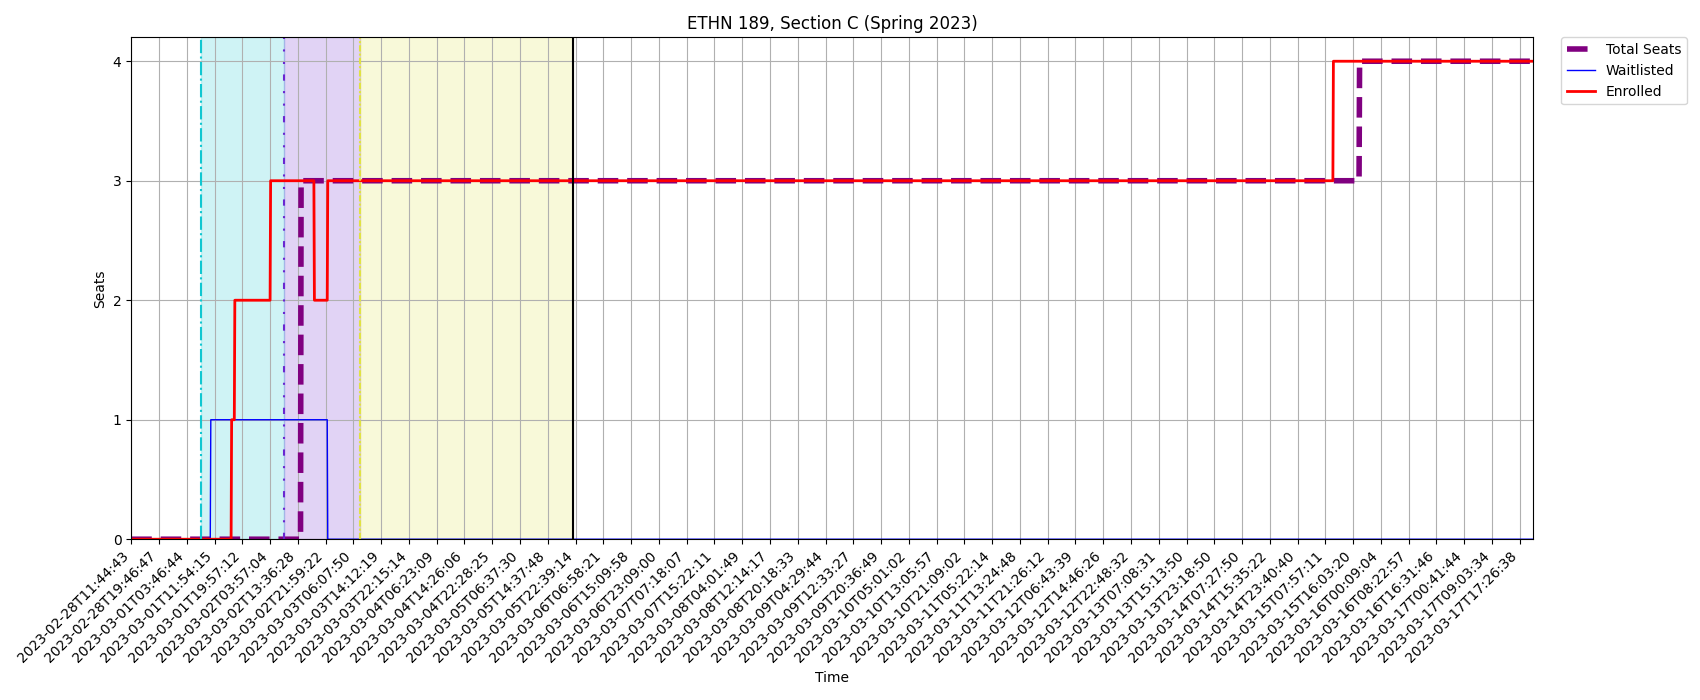 ETHN 189, Section C (Spring 2023)
Total Seats
Waitlisted
Enrolled
Seats
4
3
2
1
0
2023-02-28T11:44:43
2023-02-28T19:46:47
2023-03-01T03:46:44
2023-03-01T11:54:15
2023-03-01T19:57:12
2023-03-02T03:57:04
2023-03-02T13:36:28
2023-03-02T21:59:22
2023-03-03T06:07:50
2023-03-03T14:12:19
2023-03-03T22:15:14
2023-03-04T06:23:09
2023-03-04T14:26:06
2023-03-04T22:28:25
2023-03-05T06:37:30
2023-03-05T14:37:48
2023-03-05T22:39:14
2023-03-06T06:58:21
2023-03-06T15:09:58
2023-03-06T23:09:00
2023-03-07T07:18:07
2023-03-07T15:22:11
2023-03-08T04:01:49
2023-03-08T12:14:17
2023-03-08T20:18:33
2023-03-09T04:29:44
2023-03-09T12:33:27
2023-03-09T20:36:49
2023-03-10T05:01:02
2023-03-10T13:05:57
2023-03-10T21:09:02
2023-03-11T05:22:14
2023-03-11T13:24:48
2023-03-11T21:26:12
2023-03-12T06:43:39
2023-03-12T14:46:26
2023-03-12T22:48:32
2023-03-13T07:08:31
2023-03-13T15:13:50
2023-03-13T23:18:50
2023-03-14T07:27:50
2023-03-14T15:35:22
2023-03-14T23:40:40
2023-03-15T07:57:11
2023-03-15T16:03:20
2023-03-16T00:09:04
2023-03-16T08:22:57
2023-03-16T16:31:46
2023-03-17T00:41:44
2023-03-17T09:03:34
2023-03-17T17:26:38
Time